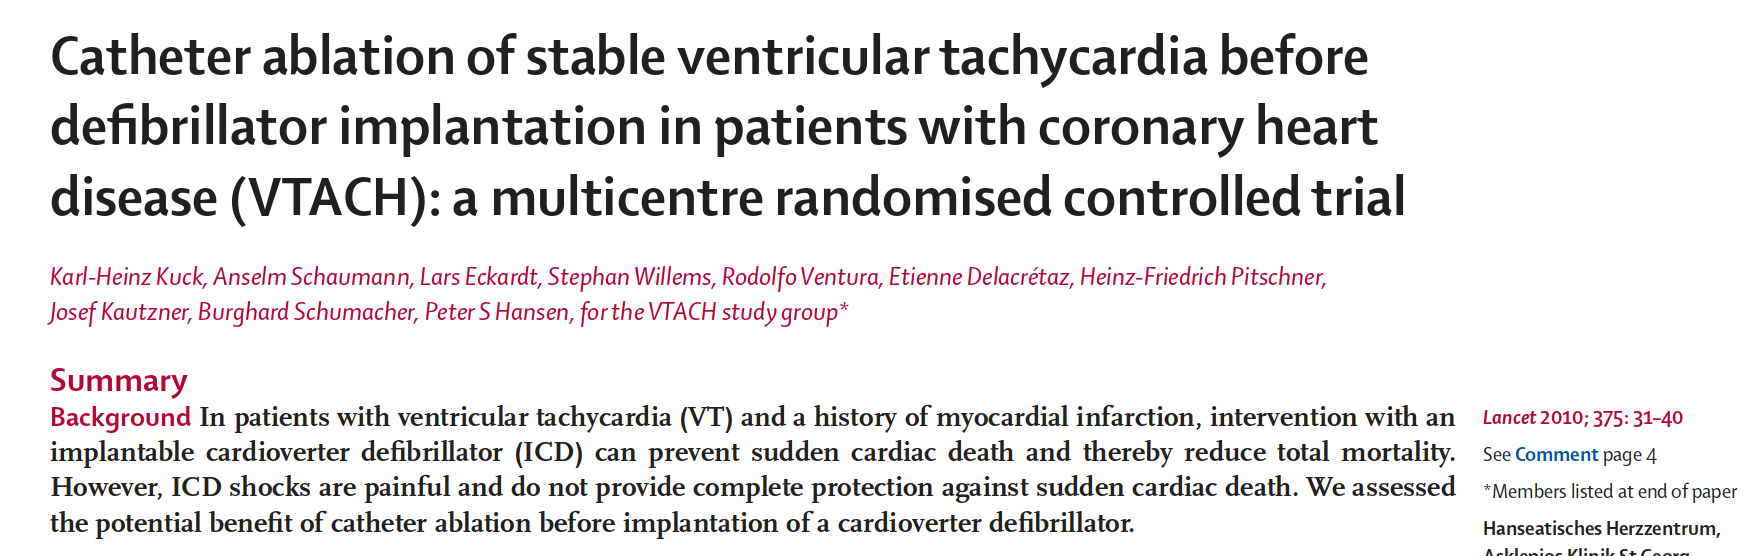 Catheter ablation of stable ventricular tachycardia before
defibrillator implantation in patients with coronary heart
disease (VTACH): a multicentre randomised controlled trial
Karl-Heinz Kuck, Anselm Schaumann, Lars Eckardt, Stephan Willems, Rodolfo Ventura, Etienne Delacrétaz, Heinz-Friedrich Pitschner,
Josef Kautzner, Burghard Schumacher, Peter S Hansen, for the VTACH study group*
Summary
Background In patients with ventricular tachycardia (VT) and a history of myocardial infarction, intervention with an
implantable cardioverter defibrillator (ICD) can prevent sudden cardiac death and thereby reduce total mortality.
However, ICD shocks are painful and do not provide complete protection against sudden cardiac death. We assessed
the potential benefit of catheter ablation before implantation of a cardioverter defibrillator.
Lancet 2010; 375: 31–40
See Comment page 4
*Members listed at end of paper
Hanseatisches Herzzentrum,
Asklepios Klinik St Georg,